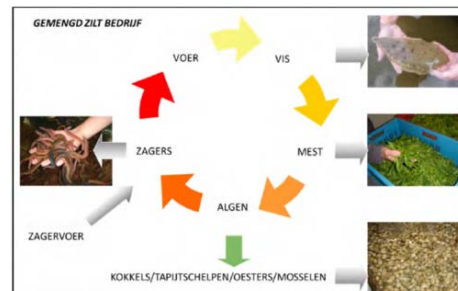 GEMENGD ZILT BEDRIJF
VOER
VIS
ZAGERS
MEST
ALGEN
ZAGERVOER
KOKKELS/TAPIJTSCHELPEN/OESTERS/MOSSELEN